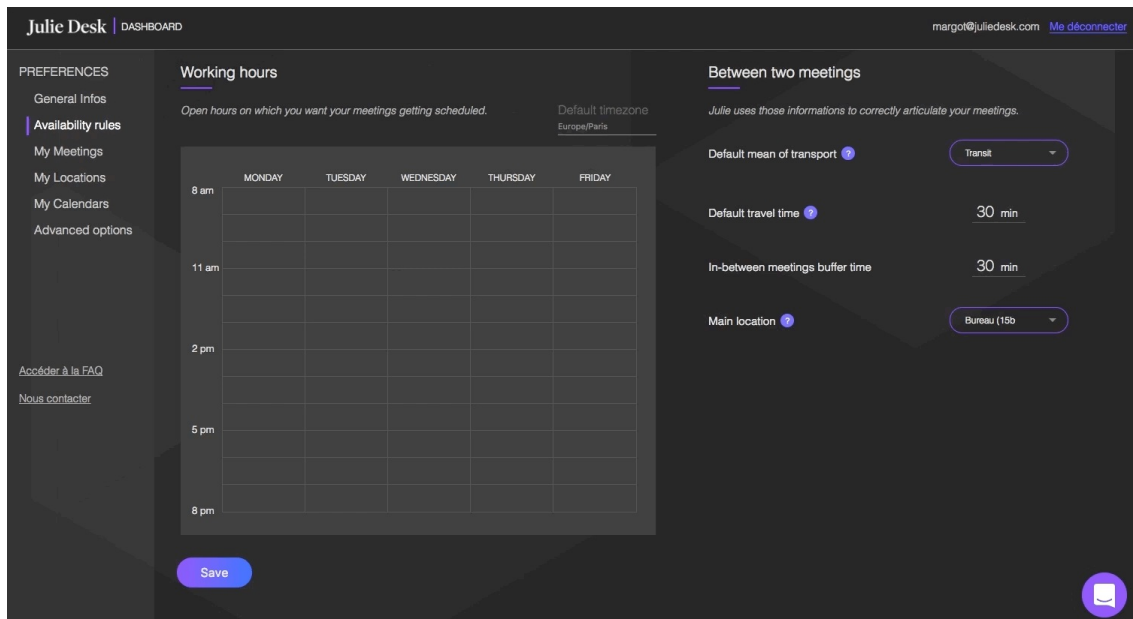 Julie Desk | DASHBOARD
margot@juliedesk.com Me déconnecter
PREFERENCES
General Infos
Availability rules
My Meetings
My Locations
My Calendars
Advanced options
Accéder à la FAQ
Nous contacter
Working hours
Open hours on which you want your meetings getting scheduled.
Default timezone
Europe/Paris
MONDAY TUESDAY WEDNESDAY THURSDAY FRIDAY
8 am
11 am
2 pm
5 pm
8 pm
Save
Between two meetings
Julie uses those informations to correctly articulate your meetings.
Default mean of transport ? Transit
Default travel time ? 30 min
In-between meetings buffer time 30 min
Main location ? Bureau (15b